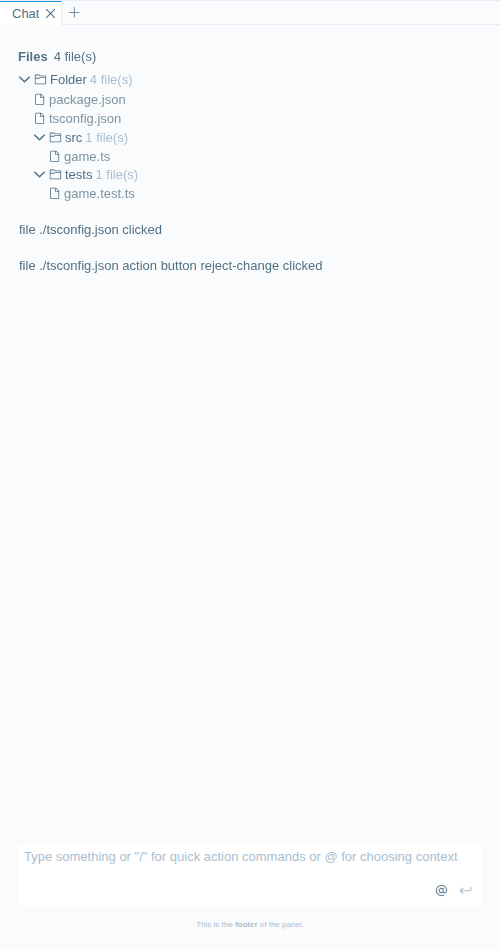 Chat
Files 4 file(s)
Folder 4 file(s)
package.json
tsconfig.json
src 1 file(s)
game.ts
tests 1 file(s)
game.test.ts
file ./tsconfig.json clicked
file ./tsconfig.json action button reject-change clicked
Type something or "/" for quick action commands or @ for choosing context
@
This is the footer of the panel.